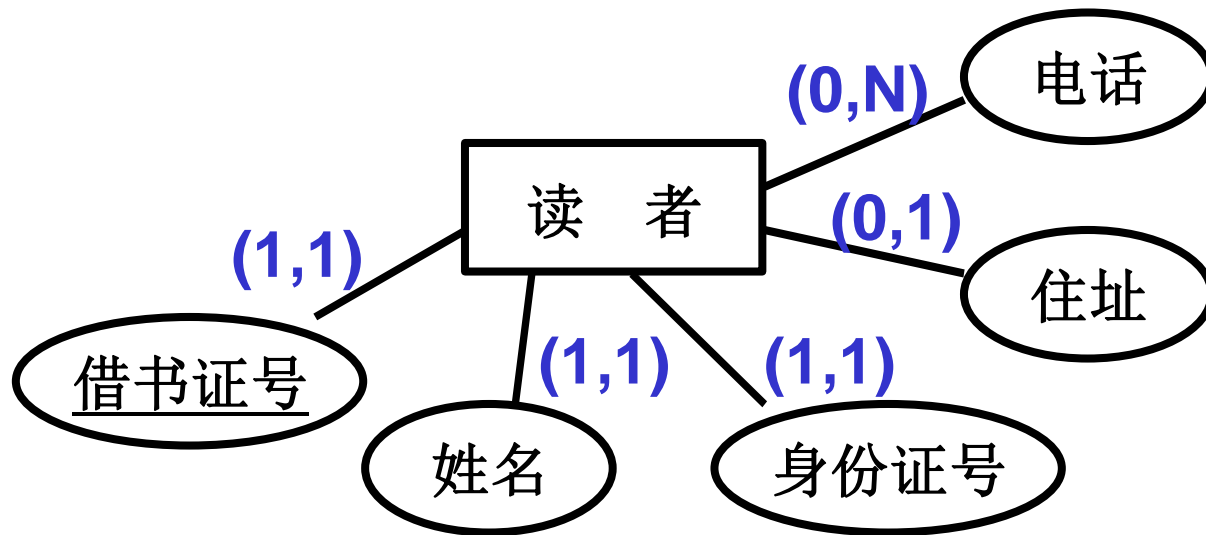 电话
(0,N)
读 者
(0,1)
(1,1)
住址
借书证号
(1,1)
(1,1)
姓名
身份证号